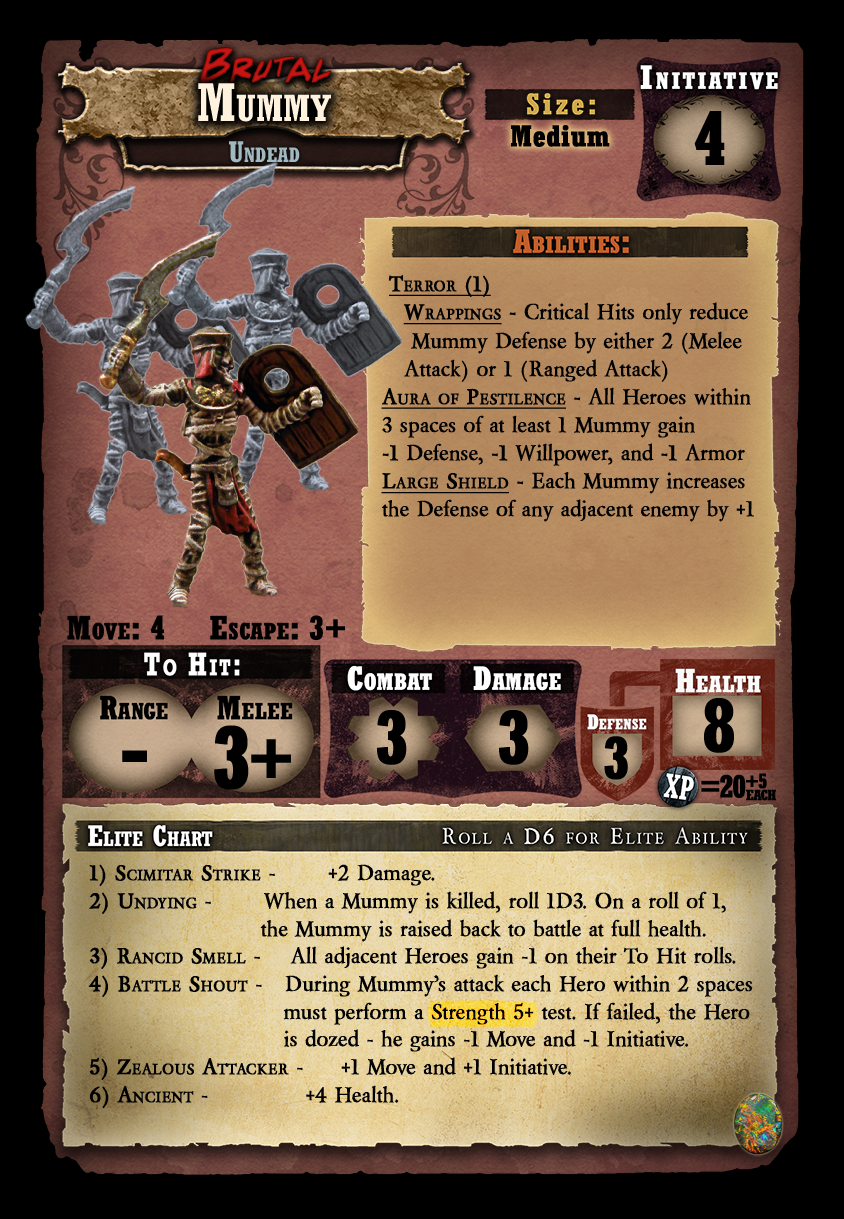 Brutal
Mummy
Undead
Size:
Medium
Initiative
4
Abilities:
Terror (1)
Wrappings - Critical Hits only reduce
Mummy Defense by either 2 (Melee
Attack) or 1 (Ranged Attack)
Aura of Pestilence - All Heroes within
3 spaces of at least 1 Mummy gain
-1 Defense, -1 Willpower, and -1 Armor
Large Shield - Each Mummy increases
the Defense of any adjacent enemy by +1
Move: 4 Escape: 3+
To Hit:
Range Melee
- 3+
Combat
3
Damage
3
Defense
3
Health
8
XP =20 +5 EACH
Elite Chart Roll a D6 for Elite Ability
1) Scimitar Strike - +2 Damage.
2) Undying - When a Mummy is killed, roll 1D3. On a roll of 1,
the Mummy is raised back to battle at full health.
3) Rancid Smell - All adjacent Heroes gain -1 on their To Hit rolls.
4) Battle Shout - During Mummy's attack each Hero within 2 spaces
must perform a Strength 5+ test. If failed, the Hero
is dozed - he gains -1 Move and -1 Initiative.
5) Zealous Attacker - +1 Move and +1 Initiative.
6) Ancient - +4 Health.